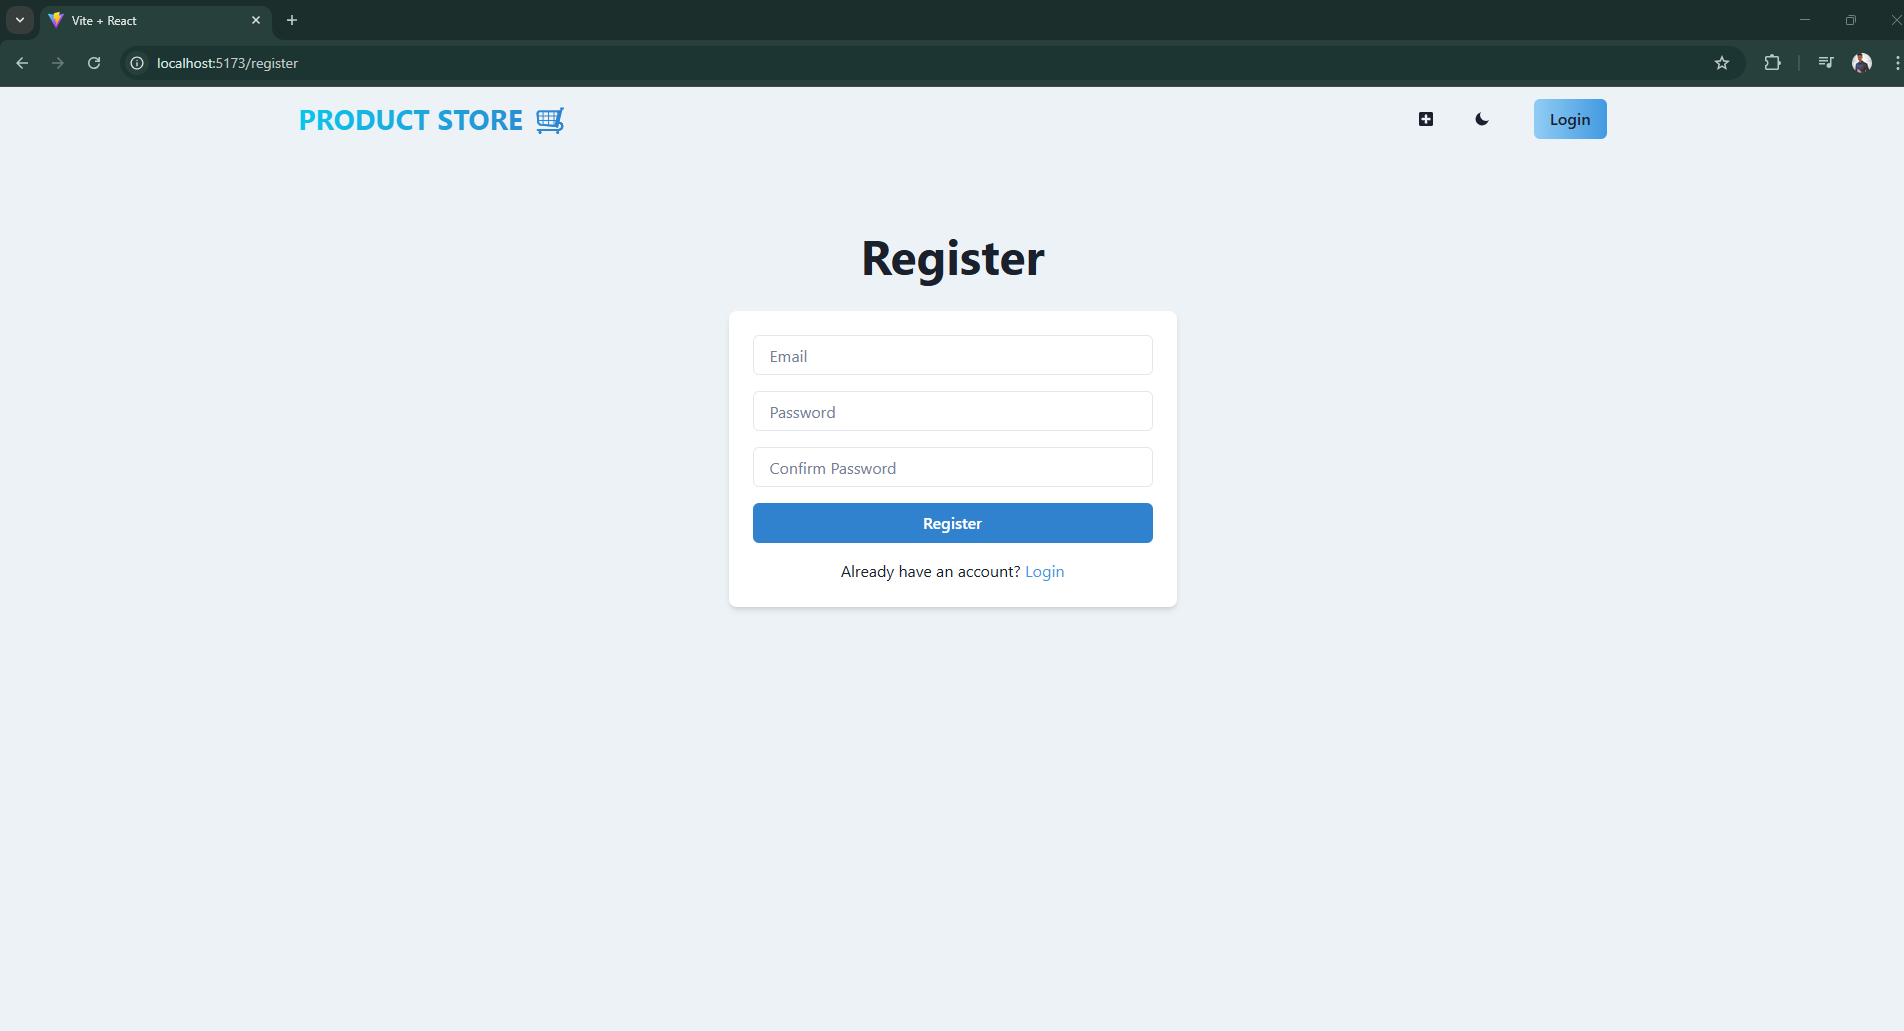 Vite + React
localhost:5173/register
PRODUCT STORE
Login
Register
Email
Password
Confirm Password
Register
Already have an account? Login